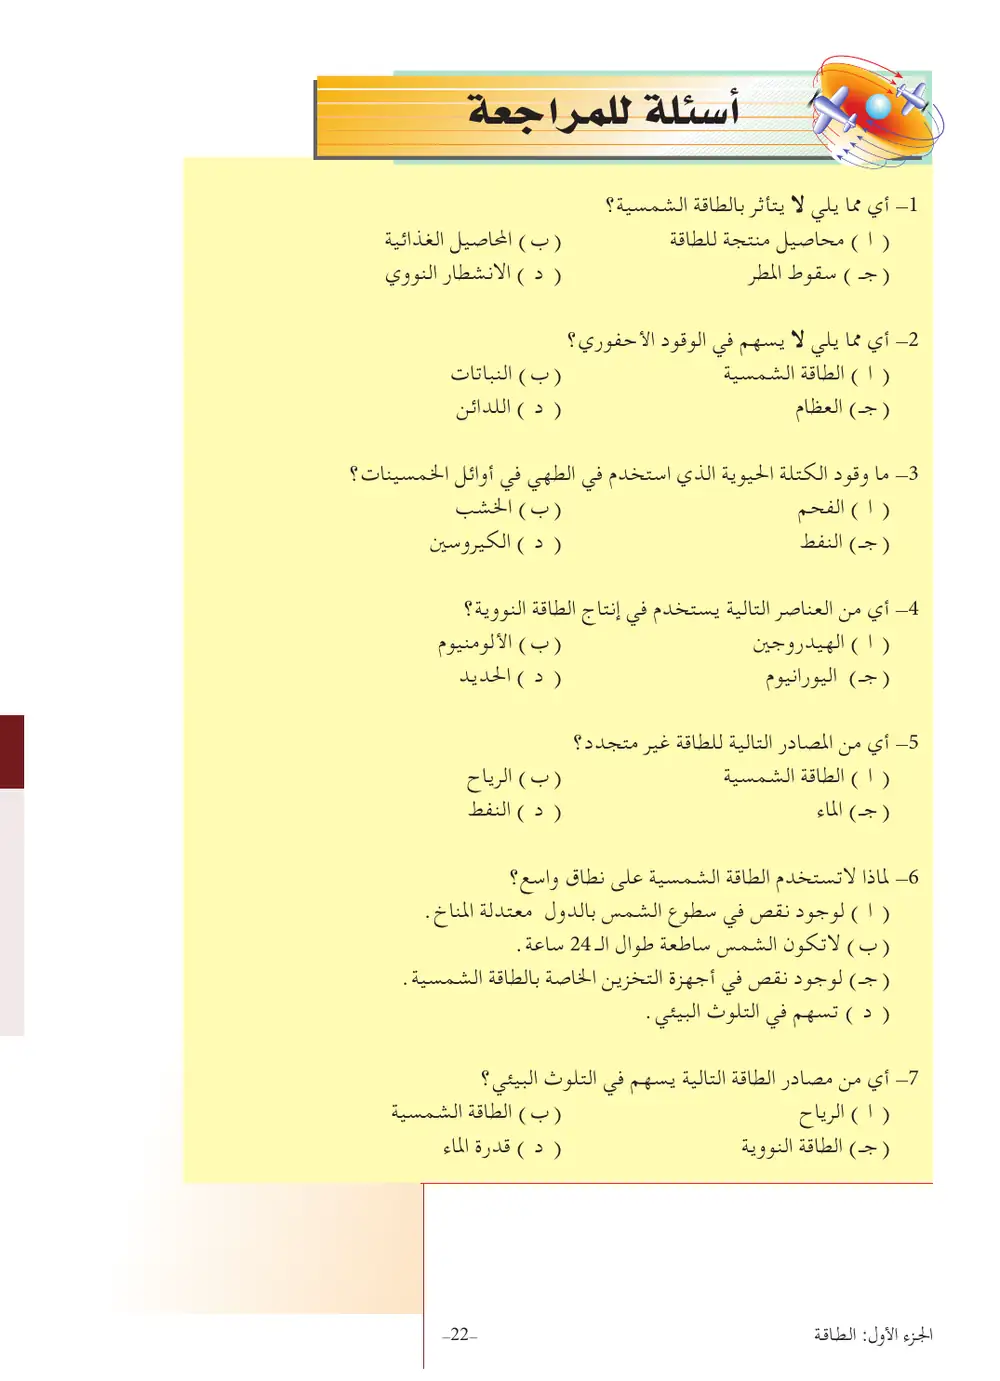 أسئلة للمراجعة
1– أي مما يلي لا يتأثر بالطاقة الشمسية؟
( ا ) محاصيل منتجة للطاقة ( ب ) المحاصيل الغذائية
( جـ ) سقوط المطر ( د ) الانشطار النووي
2– أي مما يلي لا يسهم في الوقود الأحفوري؟
( ا ) الطاقة الشمسية ( ب ) النباتات
( جـ) العظام ( د ) اللدائن
3– ما وقود الكتلة الحيوية الذي استخدم في الطهي في أوائل الخمسينات؟
( ا ) الفحم ( ب ) الخشب
( جـ) النفط ( د ) الكيروسين
4– أي من العناصر التالية يستخدم في إنتاج الطاقة النووية؟
( ا ) الهيدروجين ( ب ) الألومنيوم
( جـ) اليورانيوم ( د ) الحديد
5– أي من المصادر التالية للطاقة غير متجدد؟
( ا ) الطاقة الشمسية ( ب ) الرياح
( جـ) الماء ( د ) النفط
6– لماذا لاتستخدم الطاقة الشمسية على نطاق واسع؟
( ا ) لوجود نقص في سطوع الشمس بالدول معتدلة المناخ.
( ب ) لاتكون الشمس ساطعة طوال الـ 24 ساعة.
( جـ) لوجود نقص في أجهزة التخزين الخاصة بالطاقة الشمسية.
( د ) تسهم في التلوث البيئي.
7– أي من مصادر الطاقة التالية يسهم في التلوث البيئي؟
( ا ) الرياح ( ب ) الطاقة الشمسية
( جـ) الطاقة النووية ( د ) قدرة الماء
الجزء الأول: الطاقة –22–